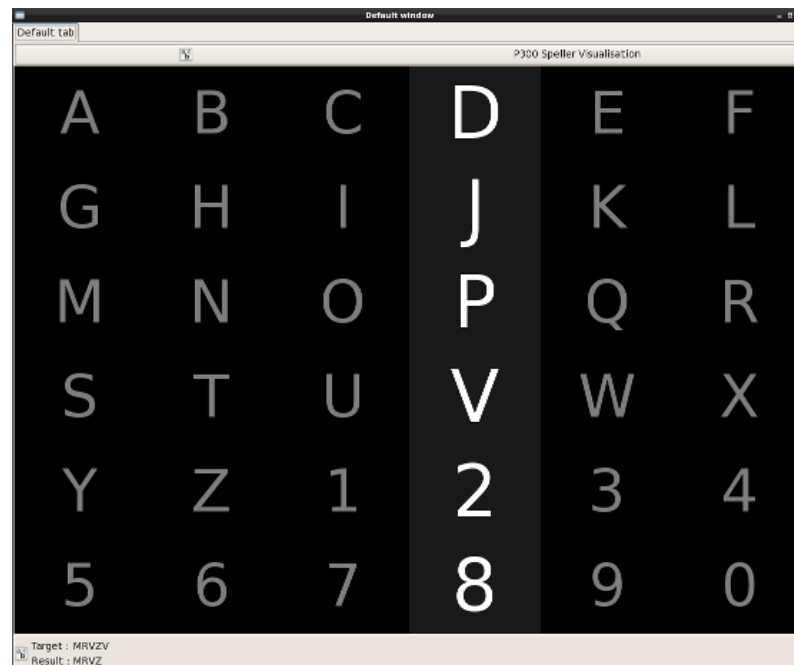 Default window
Default tab
P300 Speller Visualisation
A B C D E F
G H I J K L
M N O P Q R
S T U V W X
Y Z 1 2 3 4
5 6 7 8 9 0
Target : MRVZV
Result : MRVZ